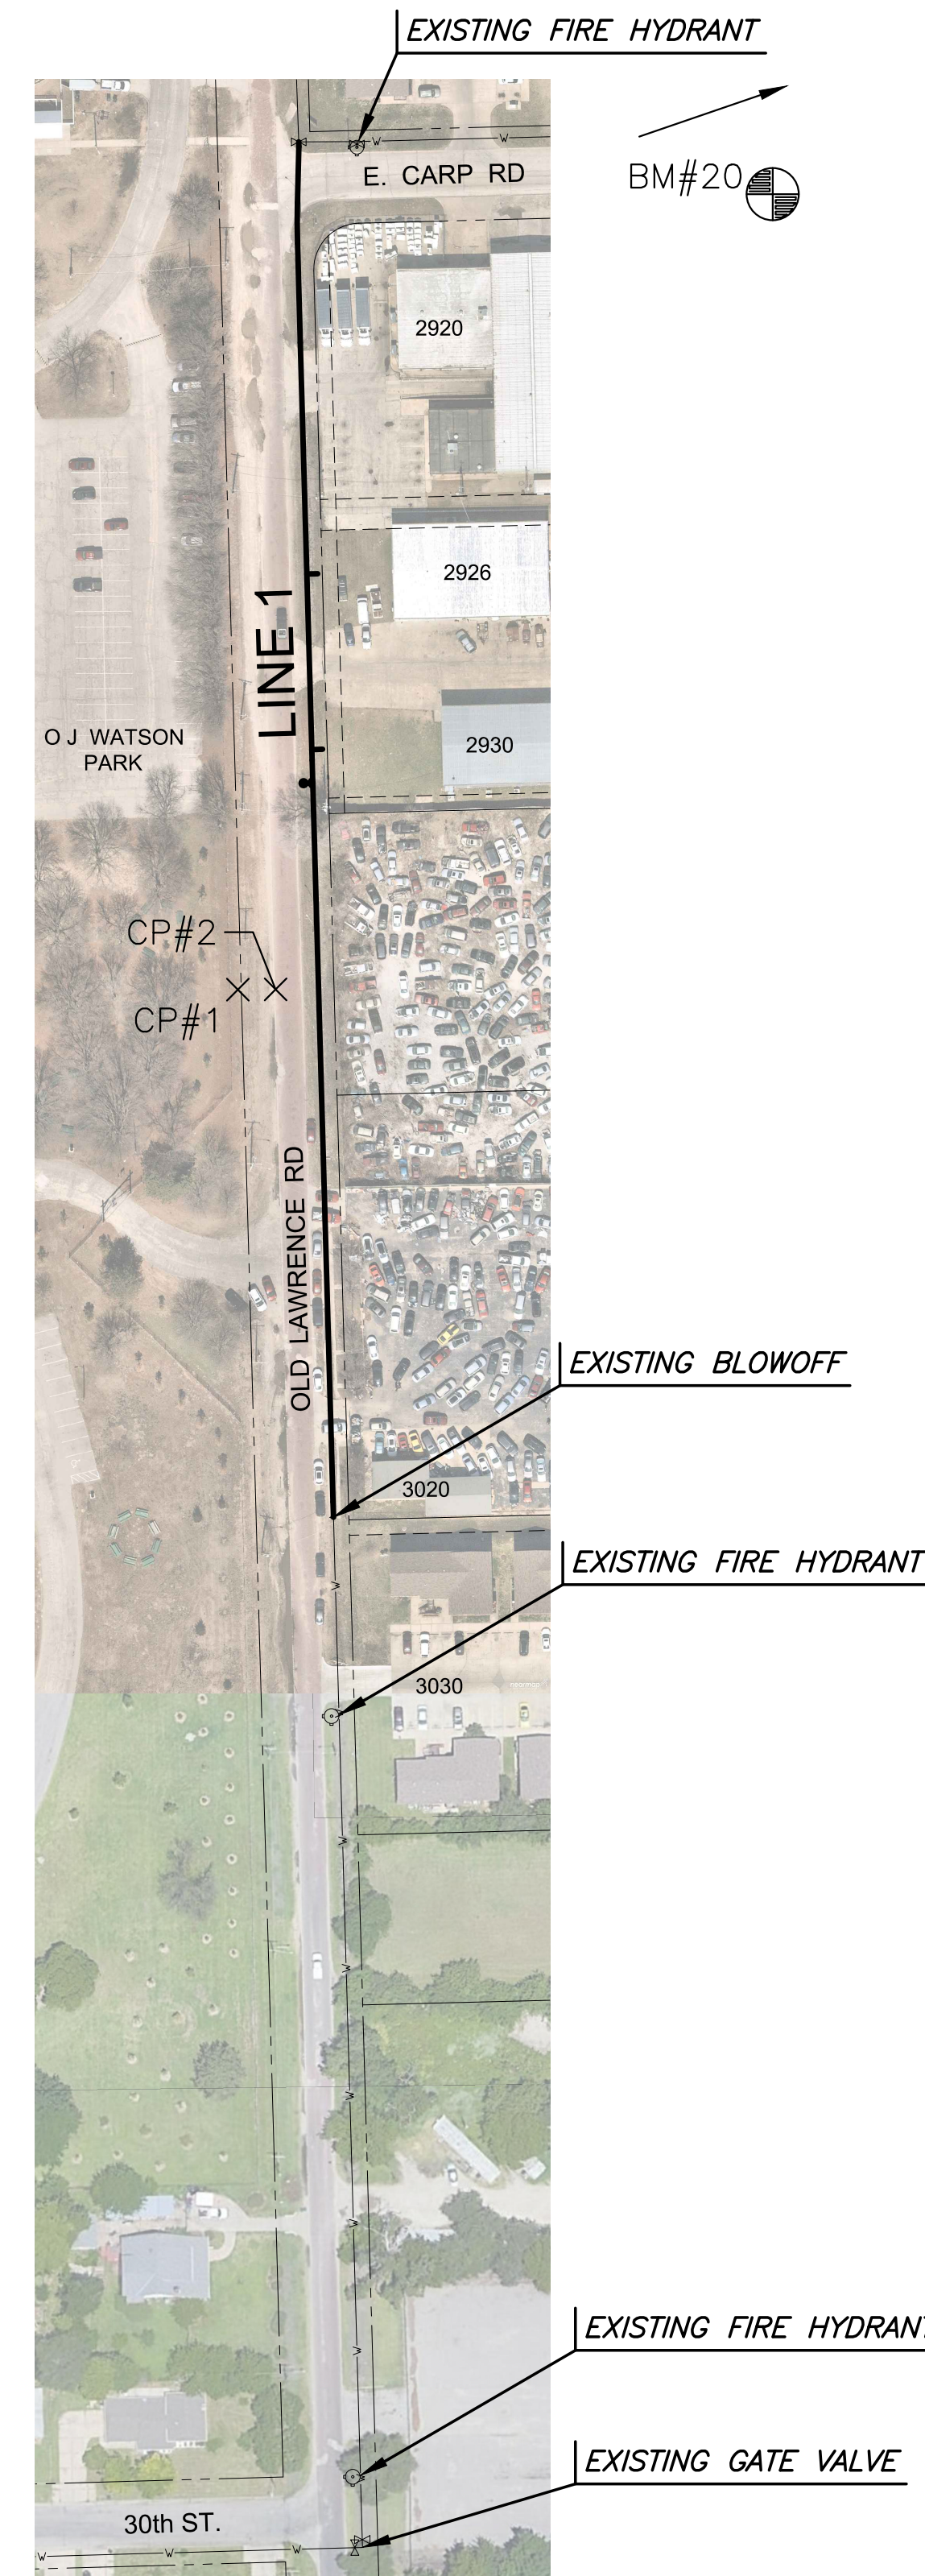 EXISTING FIRE HYDRANT
W
W
E. CARP RD
BM#20
2920
2926
LINE 1
2930
O J WATSON
PARK
CP#2
CP#1
OLD LAWRENCE RD
EXISTING BLOWOFF
3020
EXISTING FIRE HYDRANT
W
3030
W
W
W
W
W
EXISTING FIRE HYDRANT
EXISTING GATE VALVE
30th ST.
W
W
W